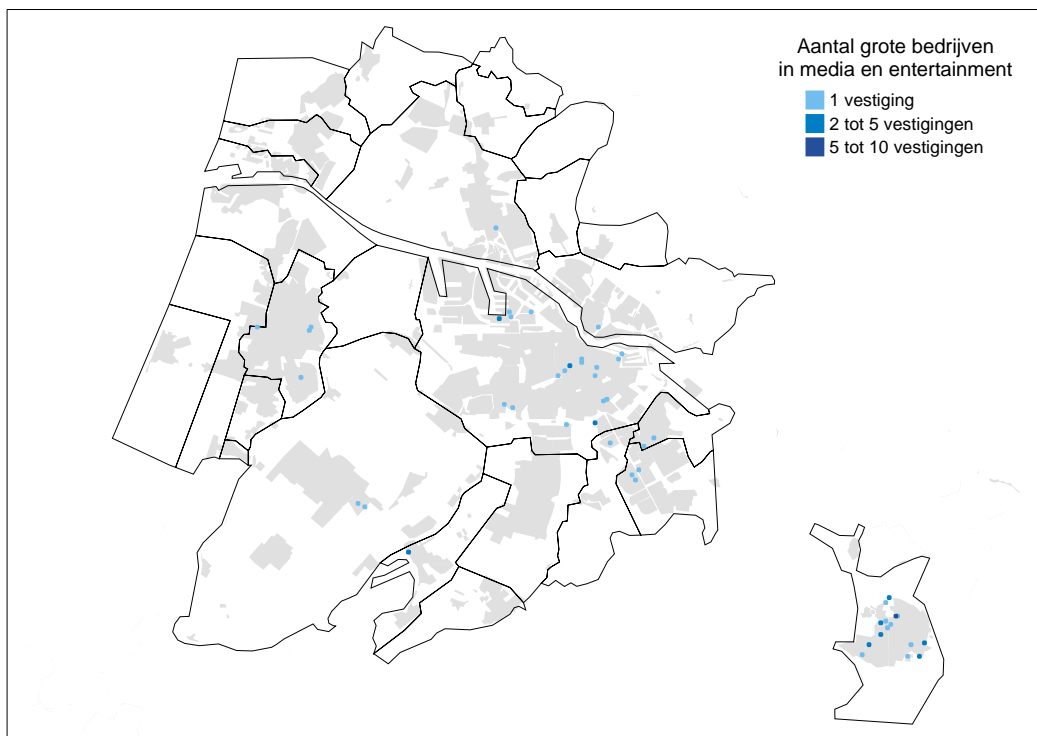 Aantal grote bedrijven
in media en entertainment
1 vestiging
2 tot 5 vestigingen
5 tot 10 vestigingen